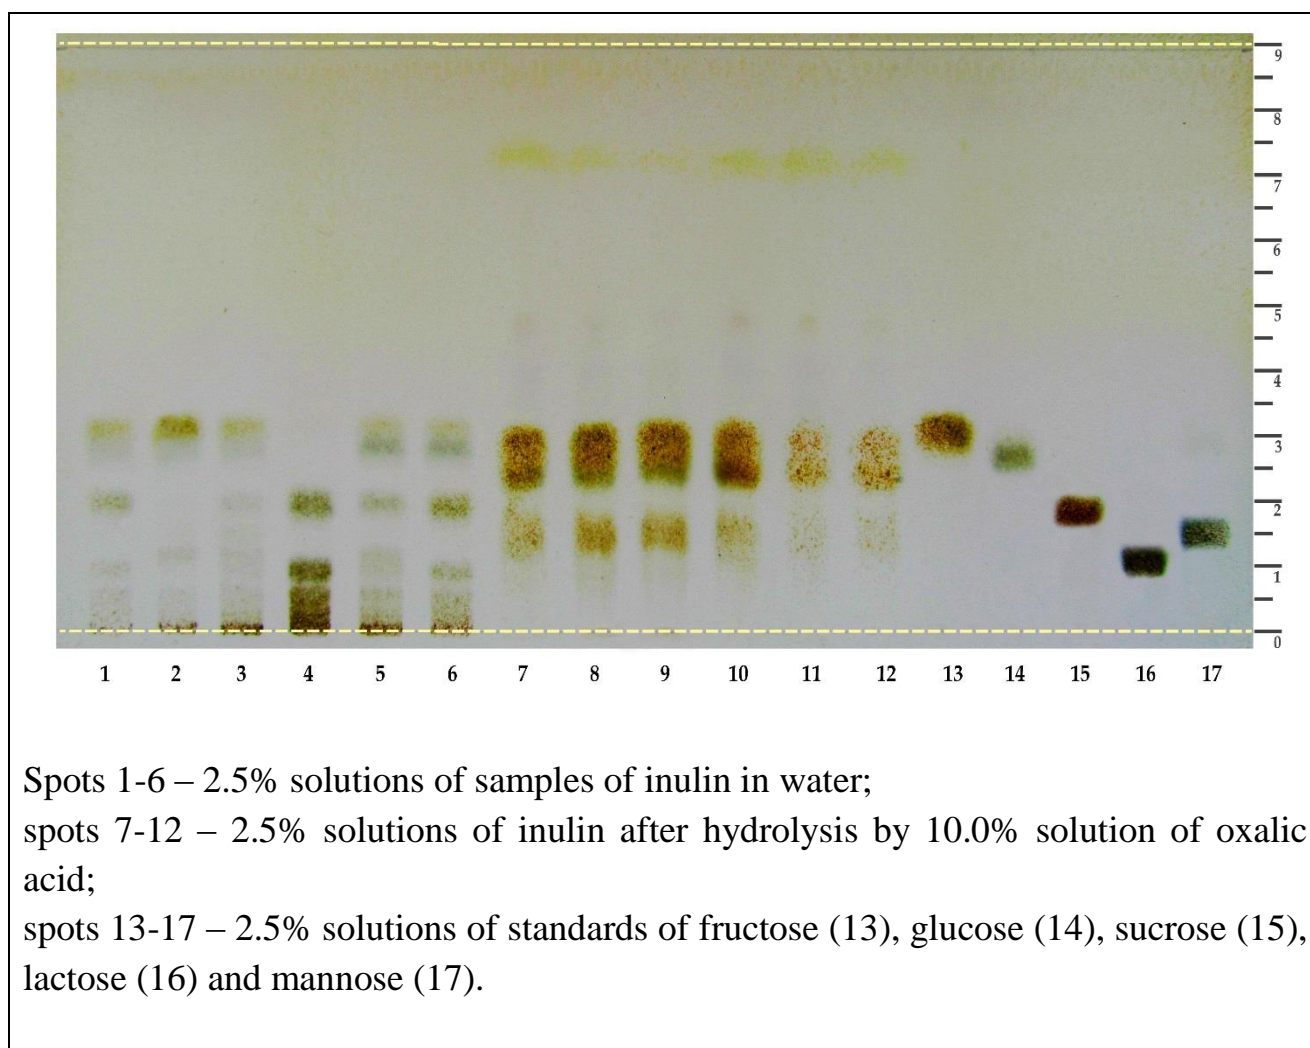 9
8
7
6
5
4
3
2
1
0
1 2 3 4 5 6 7 8 9 10 11 12 13 14 15 16 17
Spots 1-6 – 2.5% solutions of samples of inulin in water;
spots 7-12 – 2.5% solutions of inulin after hydrolysis by 10.0% solution of oxalic
acid;
spots 13-17 – 2.5% solutions of standards of fructose (13), glucose (14), sucrose (15),
lactose (16) and mannose (17).